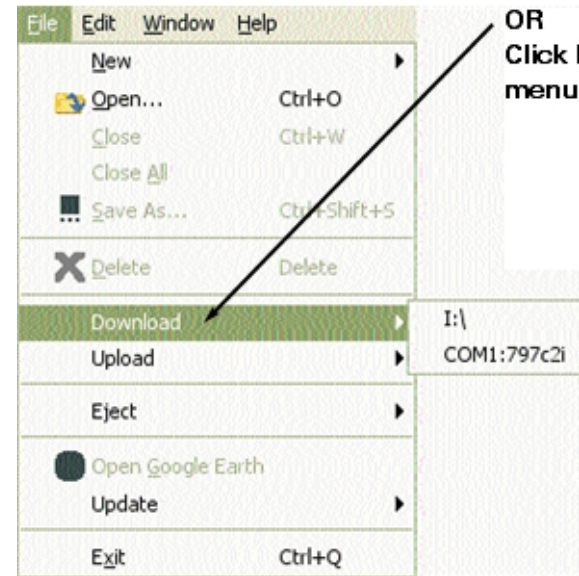 File Edit Window Help
OR
Click
menu
New
Open... Ctrl+O
Close Ctrl+W
Close All
Save As... Ctrl+Shift+S
Delete Delete
Download
I:\
COM1:797c2i
Upload
Eject
Open Google Earth
Update
Exit Ctrl+Q